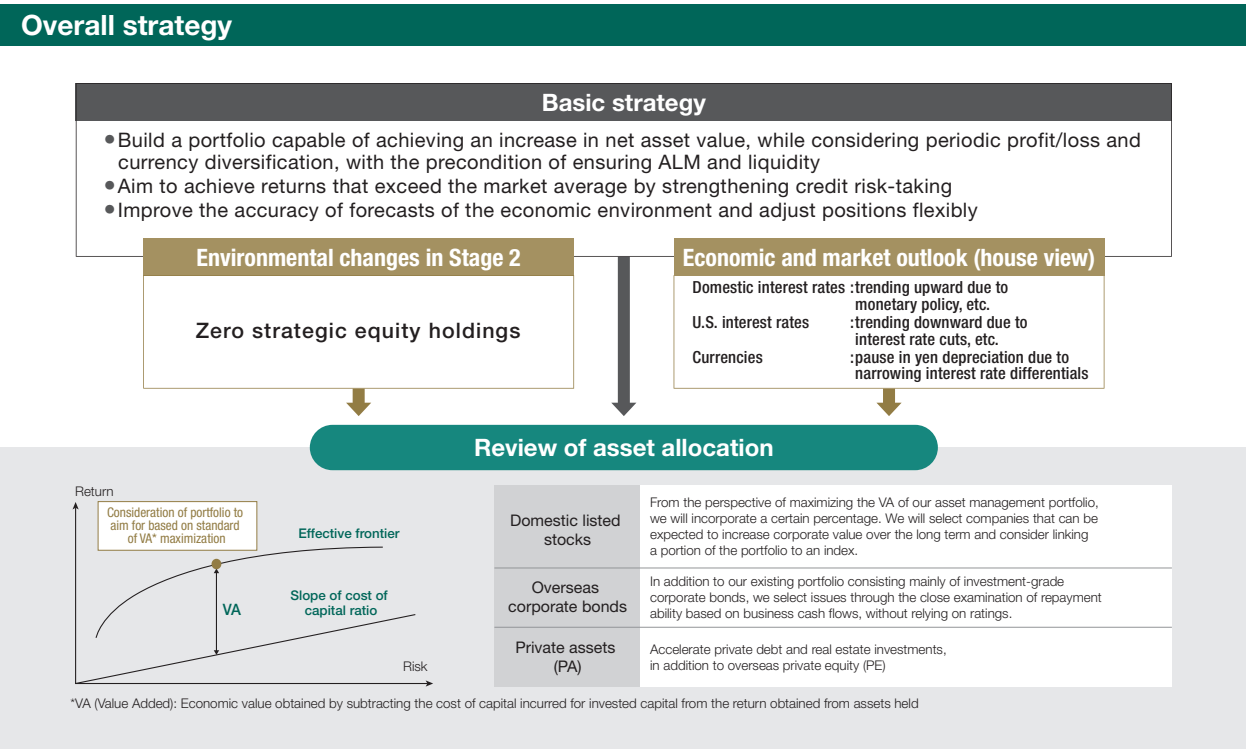 Overall strategy
Basic strategy
●Build a portfolio capable of achieving an increase in net asset value, while considering periodic profit/loss and
currency diversification, with the precondition of ensuring ALM and liquidity
●Aim to achieve returns that exceed the market average by strengthening credit risk-taking
●Improve the accuracy of forecasts of the economic environment and adjust positions flexibly
Environmental changes in Stage 2
Zero strategic equity holdings
Economic and market outlook (house view)
Domestic interest rates :trending upward due to
monetary policy, etc.
U.S. interest rates :trending downward due to
interest rate cuts, etc.
Currencies :pause in yen depreciation due to
narrowing interest rate differentials
Review of asset allocation
Return
Consideration of portfolio to
aim for based on standard
of VA* maximization
Effective frontier
VA
Slope of cost of
capital ratio
Risk
Domestic listed
stocks
From the perspective of maximizing the VA of our asset management portfolio,
we will incorporate a certain percentage. We will select companies that can be
expected to increase corporate value over the long term and consider linking
a portion of the portfolio to an index.
Overseas
corporate bonds
In addition to our existing portfolio consisting mainly of investment-grade
corporate bonds, we select issues through the close examination of repayment
ability based on business cash flows, without relying on ratings.
Private assets
(PA)
Accelerate private debt and real estate investments,
in addition to overseas private equity (PE)
*VA (Value Added): Economic value obtained by subtracting the cost of capital incurred for invested capital from the return obtained from assets held